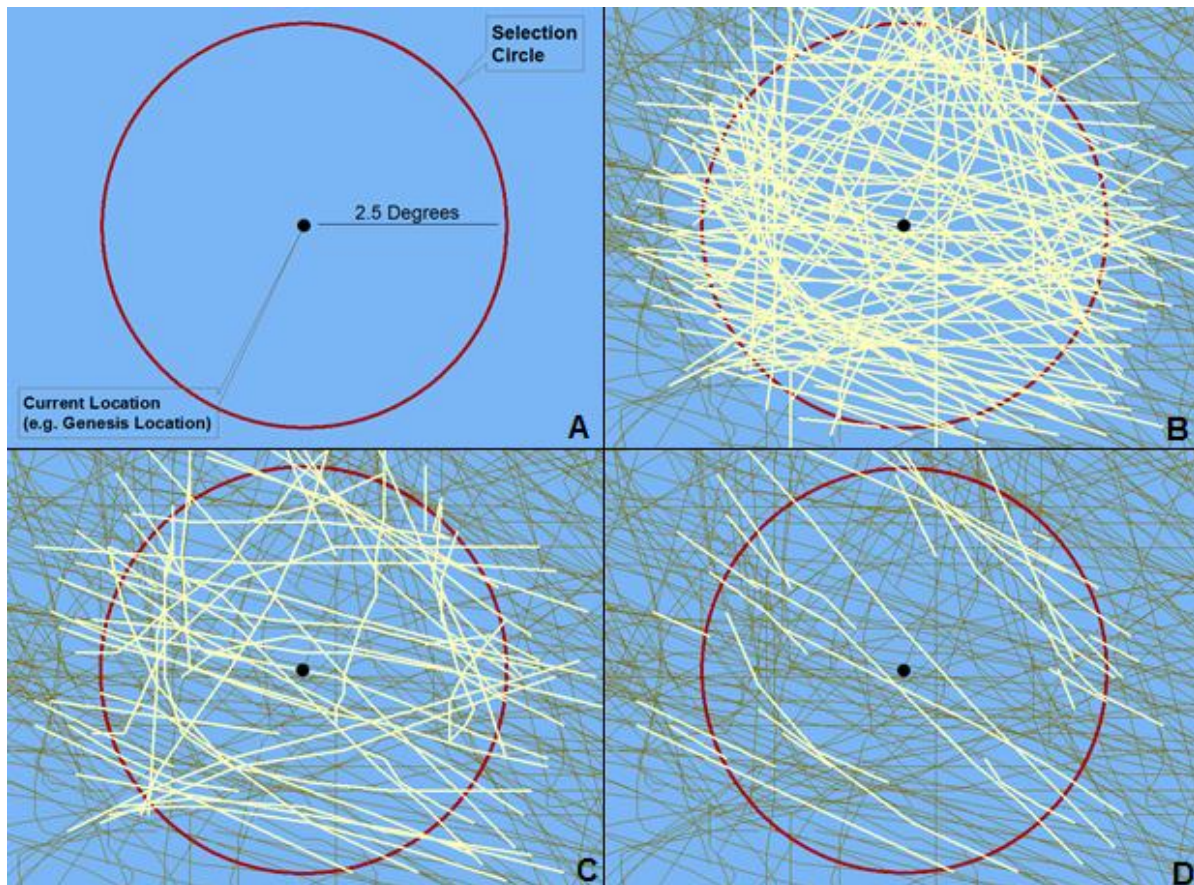 Selection
Circle
2.5 Degrees
Current Location
(e.g. Genesis Location)
A
B
C
D